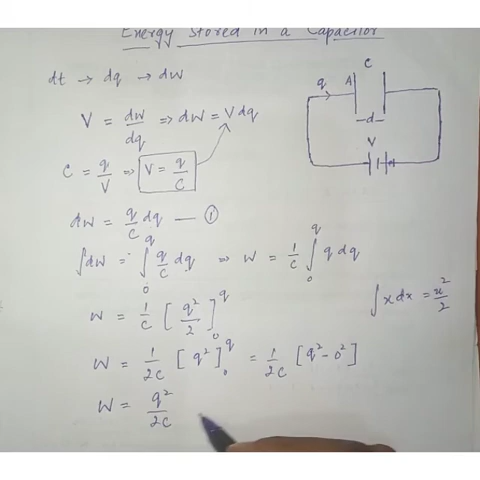 Energy Stored in a Capacitor
dt → dq → dW
V = dw/dq ⇒ dW = Vdq
C = q/V ⇒ V = q/C
dw = q/C dq — ①
∫dw = ∫₀^q q/C dq ⇒ W = 1/C ∫₀^q q dq
W = 1/C [q²/2]₀^q
∫x dx = x²/2
W = 1/2C [q²]₀^q = 1/2C [q² - 0²]
W = q²/2C
C
q
A
-d-
V